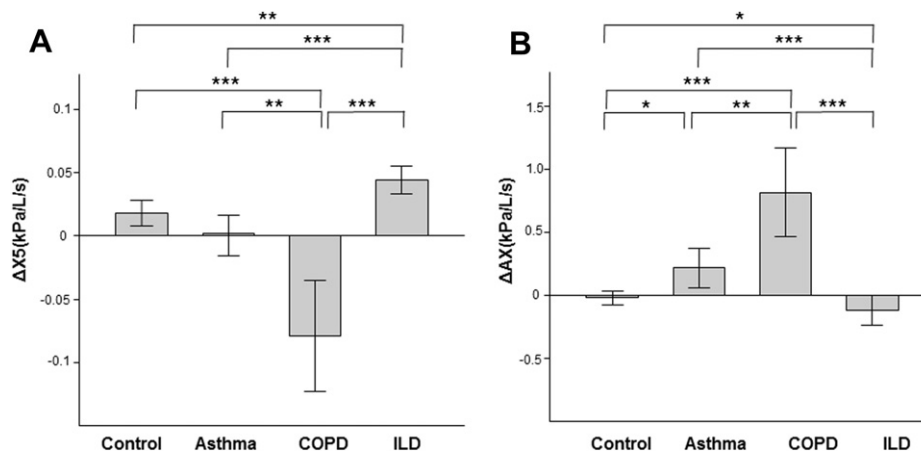 A
**
***
***
** ***
0.1
0.05
0
-0.05
-0.1
ΔX5(kPa/L/s)
Control Asthma COPD ILD
B
*
***
***
* ** ***
1.5
1.0
0.5
0
-0.5
ΔAX(kPa/L/s)
Control Asthma COPD ILD